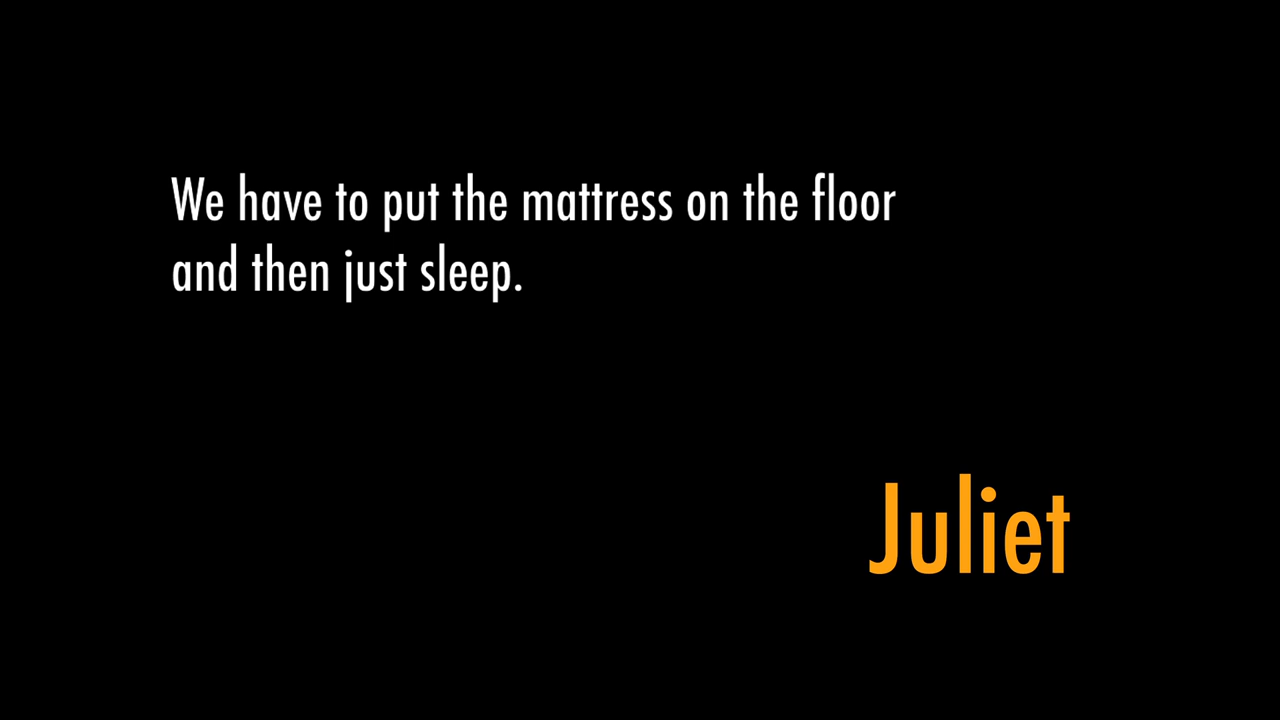 We have to put the mattress on the floor
and then just sleep.
Juliet